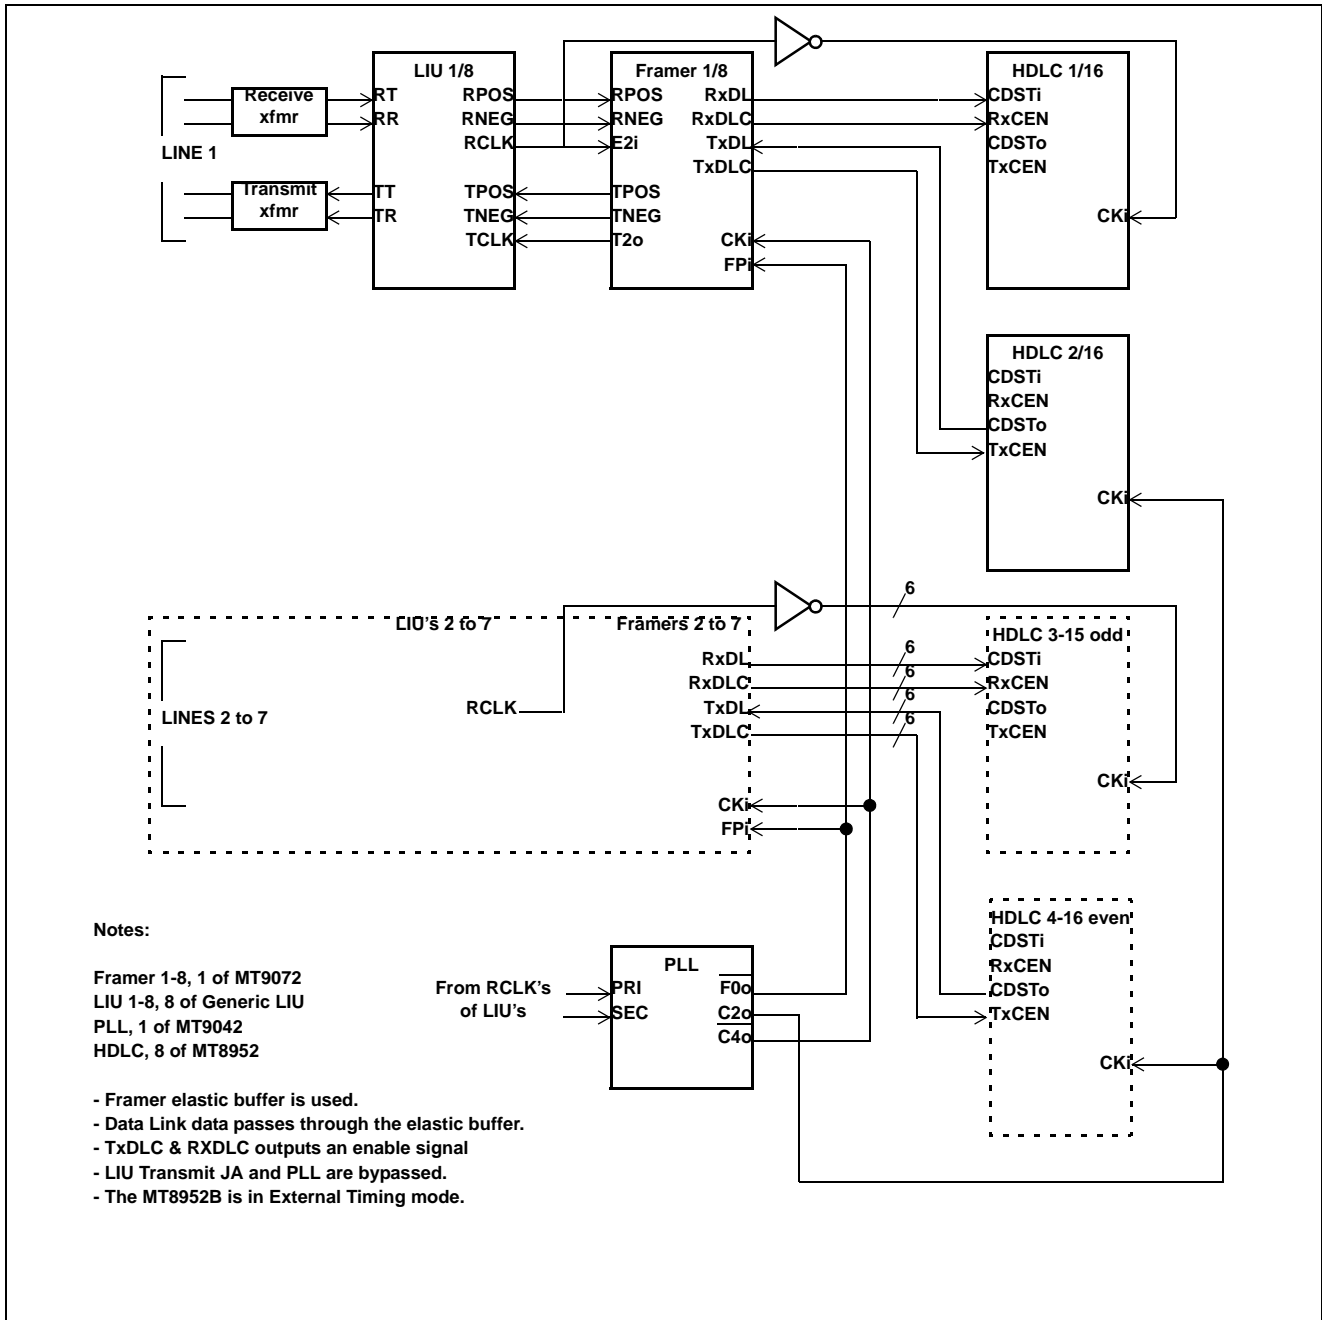 LIU 1/8
Framer 1/8
HDLC 1/16
Receive
xfmr
RT
RR
RPOS
RNEG
RCLK
RPOS
RNEG
E2i
RxDL
RxDLC
TxDL
TxDLC
CDSTi
RxCEN
CDSTo
TxCEN
LINE 1
Transmit
xfmr
TT
TR
TPOS
TNEG
TCLK
TPOS
TNEG
T2o
CKi
FPi
CKi
HDLC 2/16
CDSTi
RxCEN
CDSTo
TxCEN
CKi
6
LIU's 2 to 7
Framers 2 to 7
HDLC 3-15 odd
RxDL
RxDLC
TxDL
TxDLC
6
6
6
6
CDSTi
RxCEN
CDSTo
TxCEN
LINES 2 to 7
RCLK
CKi
CKi
FPi
HDLC 4-16 even
CDSTi
RxCEN
CDSTo
TxCEN
CKi
PLL
From RCLK's
of LIU's
PRI
SEC
F0o
C2o
C4o
Notes:
Framer 1-8, 1 of MT9072
LIU 1-8, 8 of Generic LIU
PLL, 1 of MT9042
HDLC, 8 of MT8952
- Framer elastic buffer is used.
- Data Link data passes through the elastic buffer.
- TxDLC & RXDLC outputs an enable signal
- LIU Transmit JA and PLL are bypassed.
- The MT8952B is in External Timing mode.